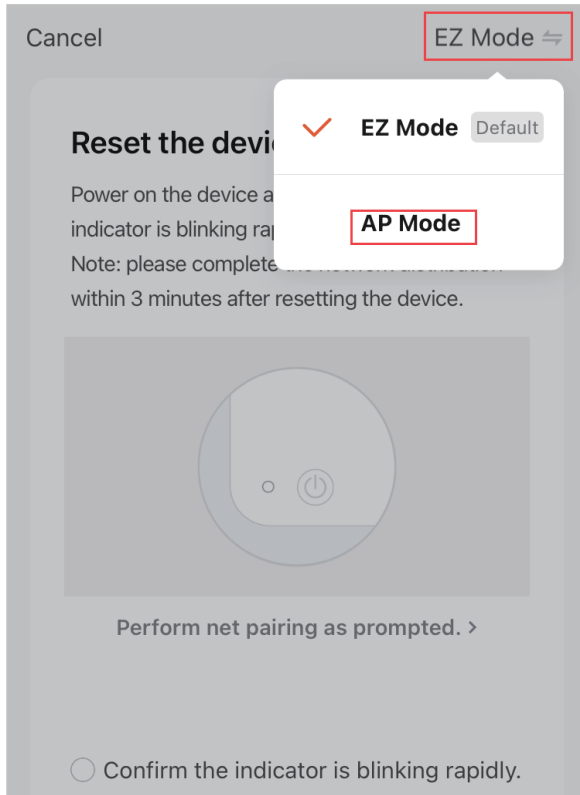 Cancel
EZ Mode
EZ Mode Default
AP Mode
Reset the devi
Power on the device a
indicator is blinking ra
Note: please complete
within 3 minutes after resetting the device.
Perform net pairing as prompted. >
Confirm the indicator is blinking rapidly.